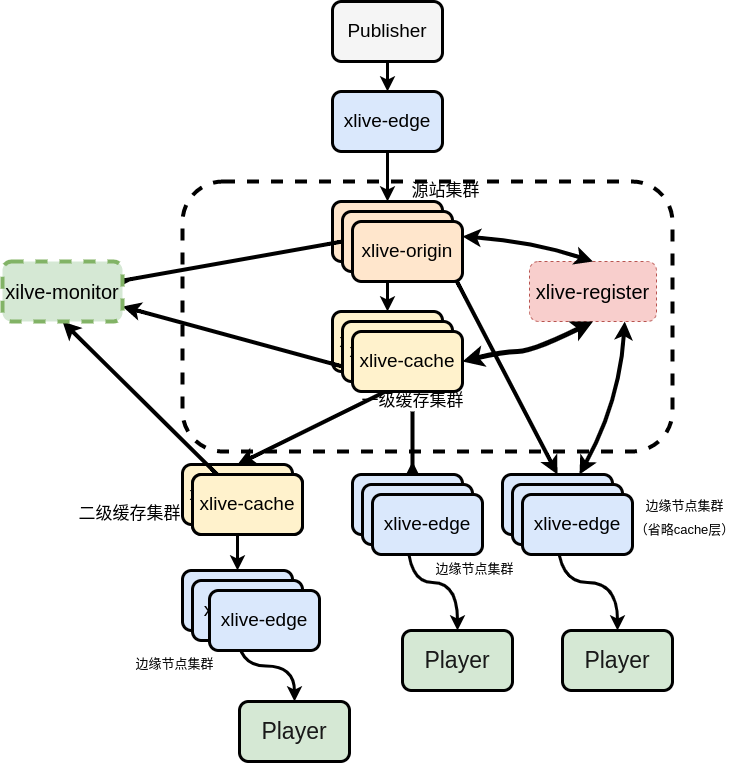 Publisher
xlive-edge
源站集群
xlive-origin
xilve-monitor
xlive-register
xlive-cache
一级缓存集群
xlive-cache
二级缓存集群
xlive-edge
xlive-edge
边缘节点集群
（省略cache层）
边缘节点集群
xlive-edge
边缘节点集群
Player
Player
Player